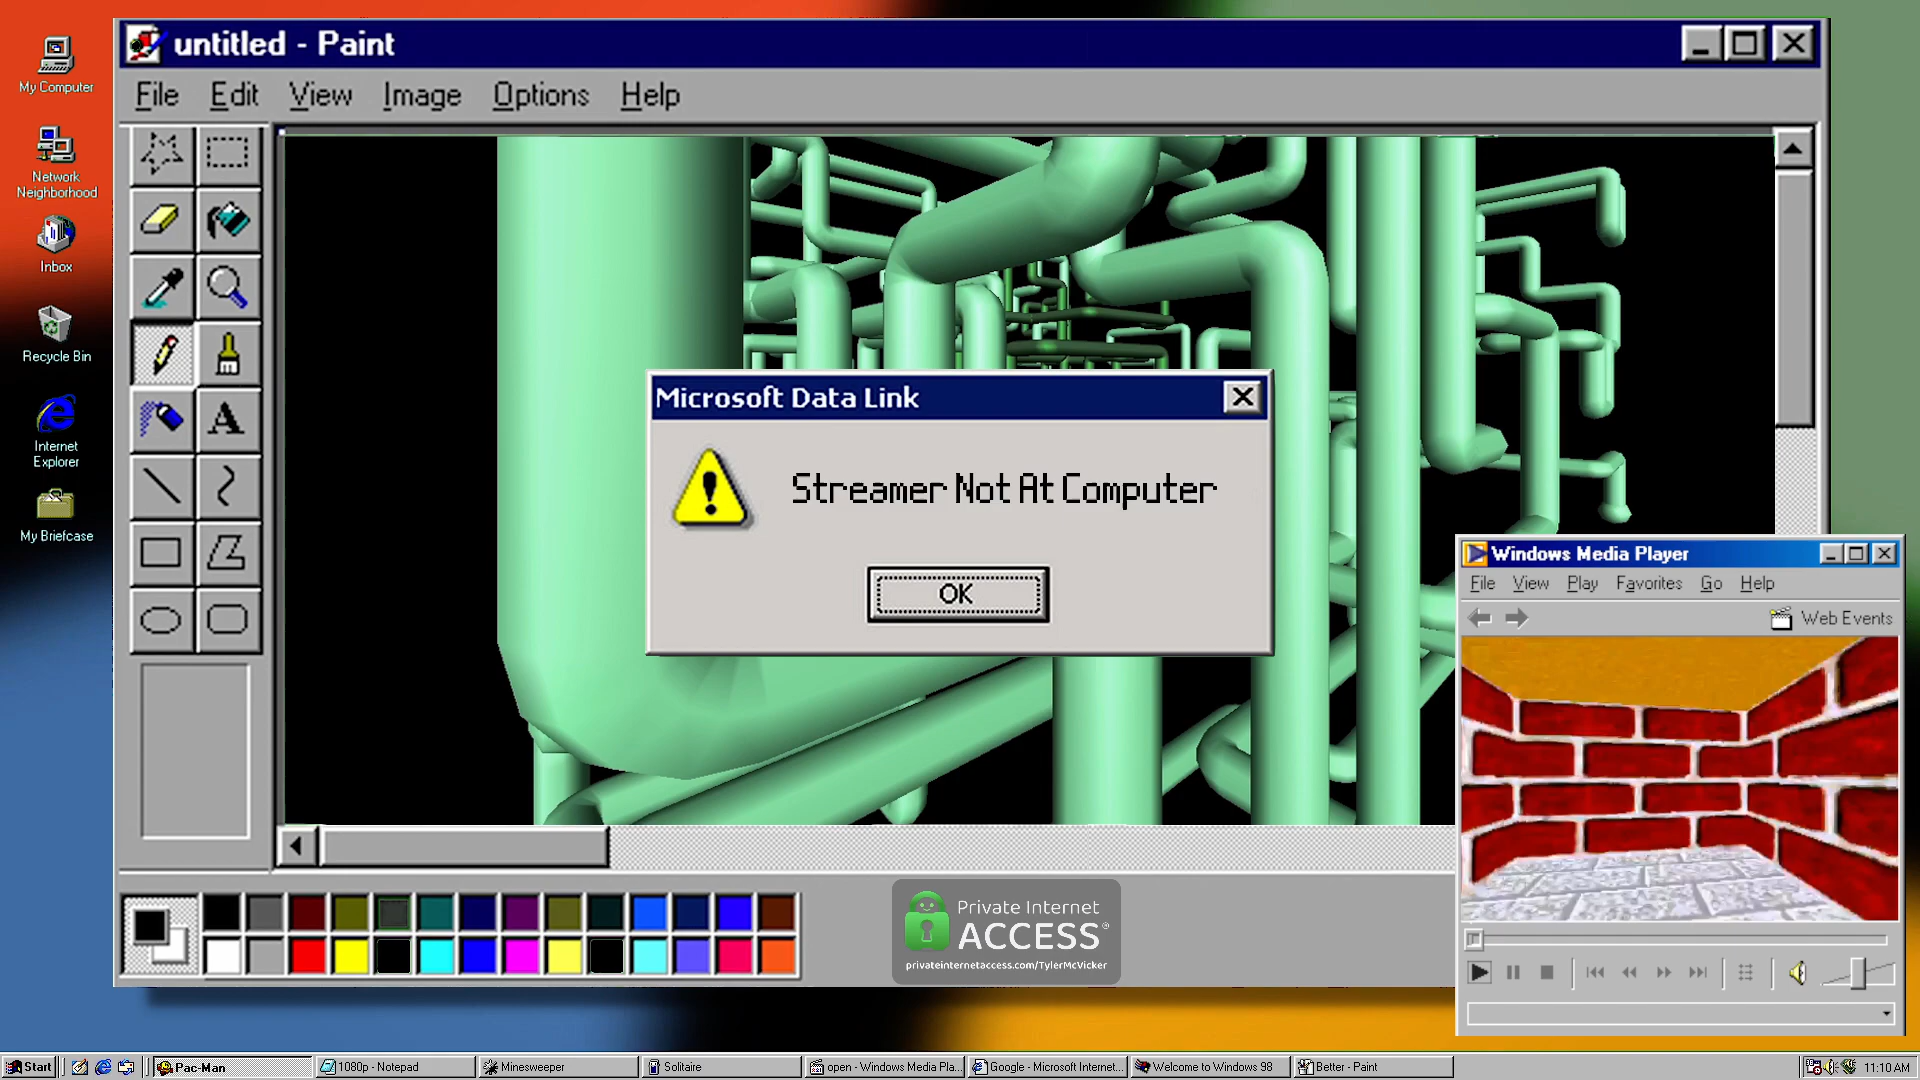 untitled - Paint
File Edit View Image Options Help
My Computer
Network
Neighborhood
Inbox
Recycle Bin
Internet
Explorer
My Briefcase
A
Microsoft Data Link
Streamer Not At Computer
OK
Windows Media Player
File View Play Favorites Go Help
Web Events
Private Internet
ACCESS®
privateinternetaccess.com/TylerMcVicker
Start Pac-Man 1080p - Notepad Minesweeper Solitaire open - Windows Media Pla... Google - Microsoft Internet... Welcome to Windows 98 Better - Paint 11:10 AM